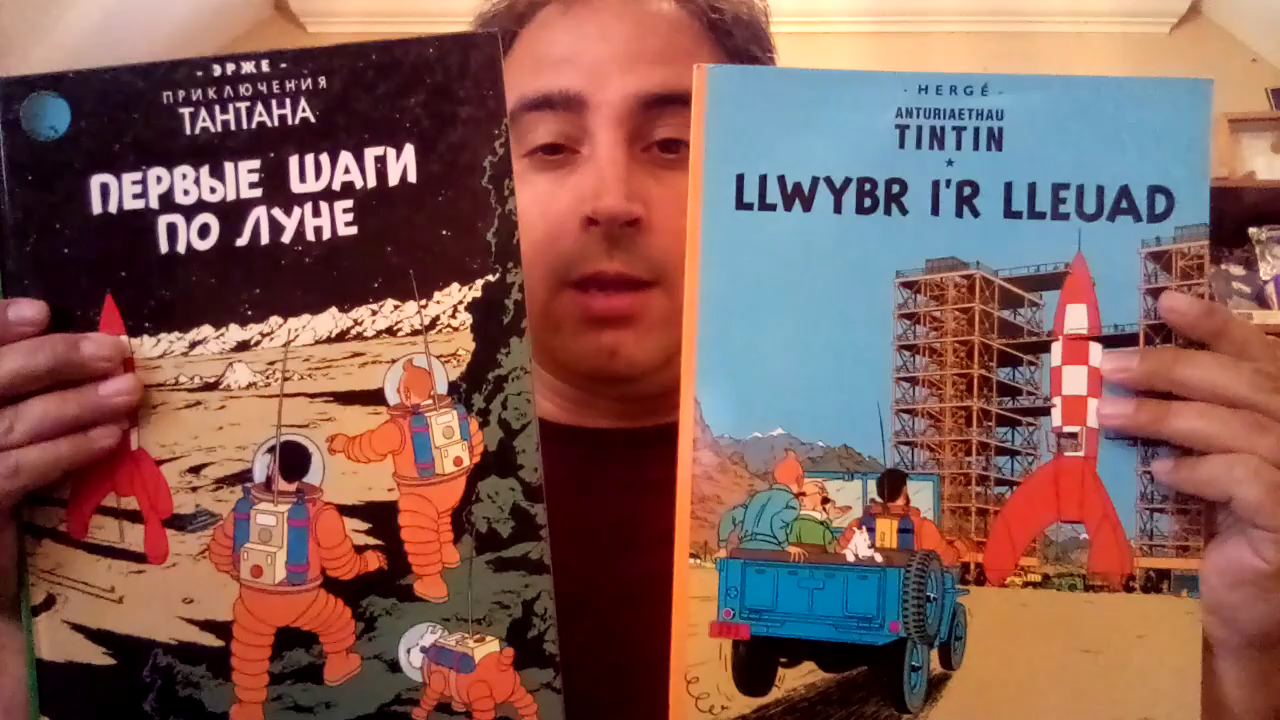 - ЭРЖЕ -
ПРИКЛЮЧЕНИЯ
ТАНТАНА
ПЕРВЫЕ ШАГИ
ПО ЛУНЕ
· HERGÉ ·
ANTURIAETHAU
TINTIN
★
LLWYBR I'R LLEUAD